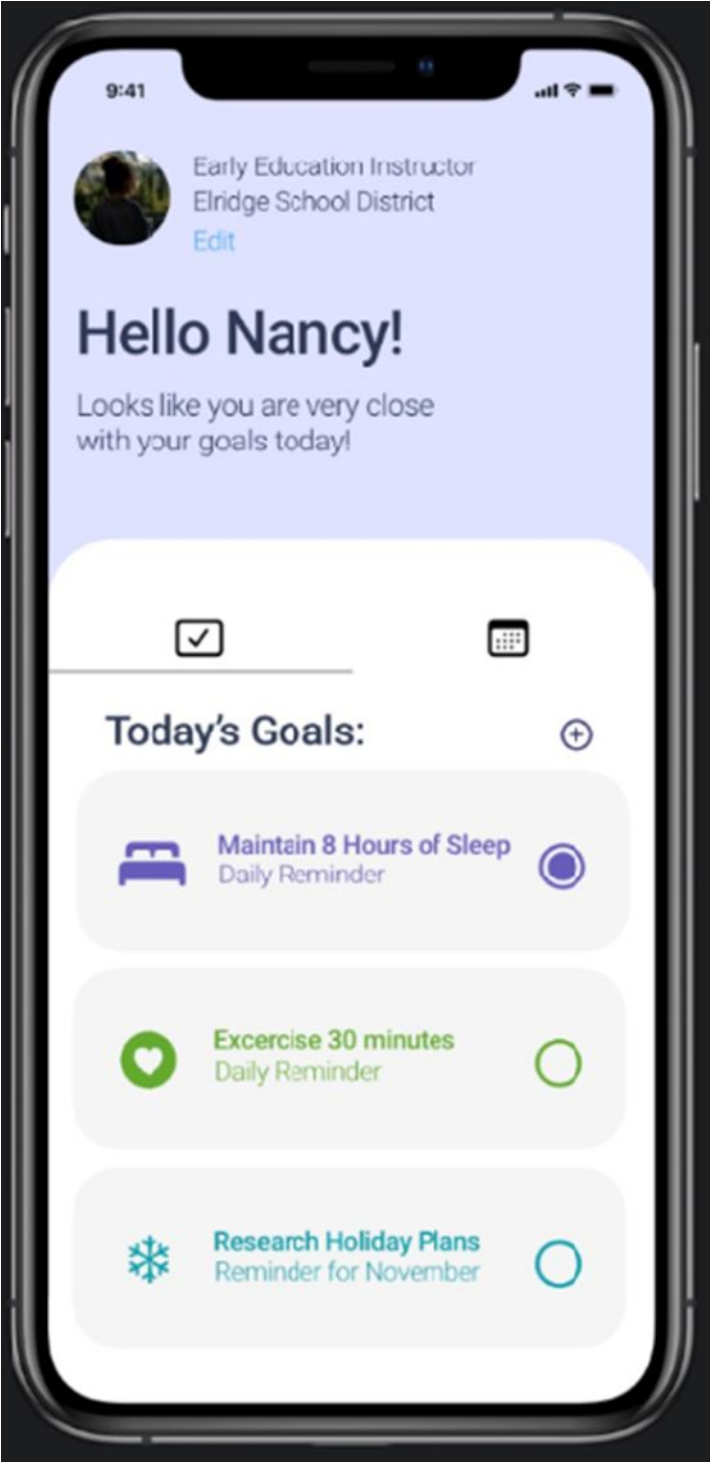 9:41
Early Education Instructor
Elridge School District
Edit
Hello Nancy!
Looks like you are very close
with your goals today!
Today's Goals:
Maintain 8 Hours of Sleep
Daily Reminder
Excercise 30 minutes
Daily Reminder
Research Holiday Plans
Reminder for November